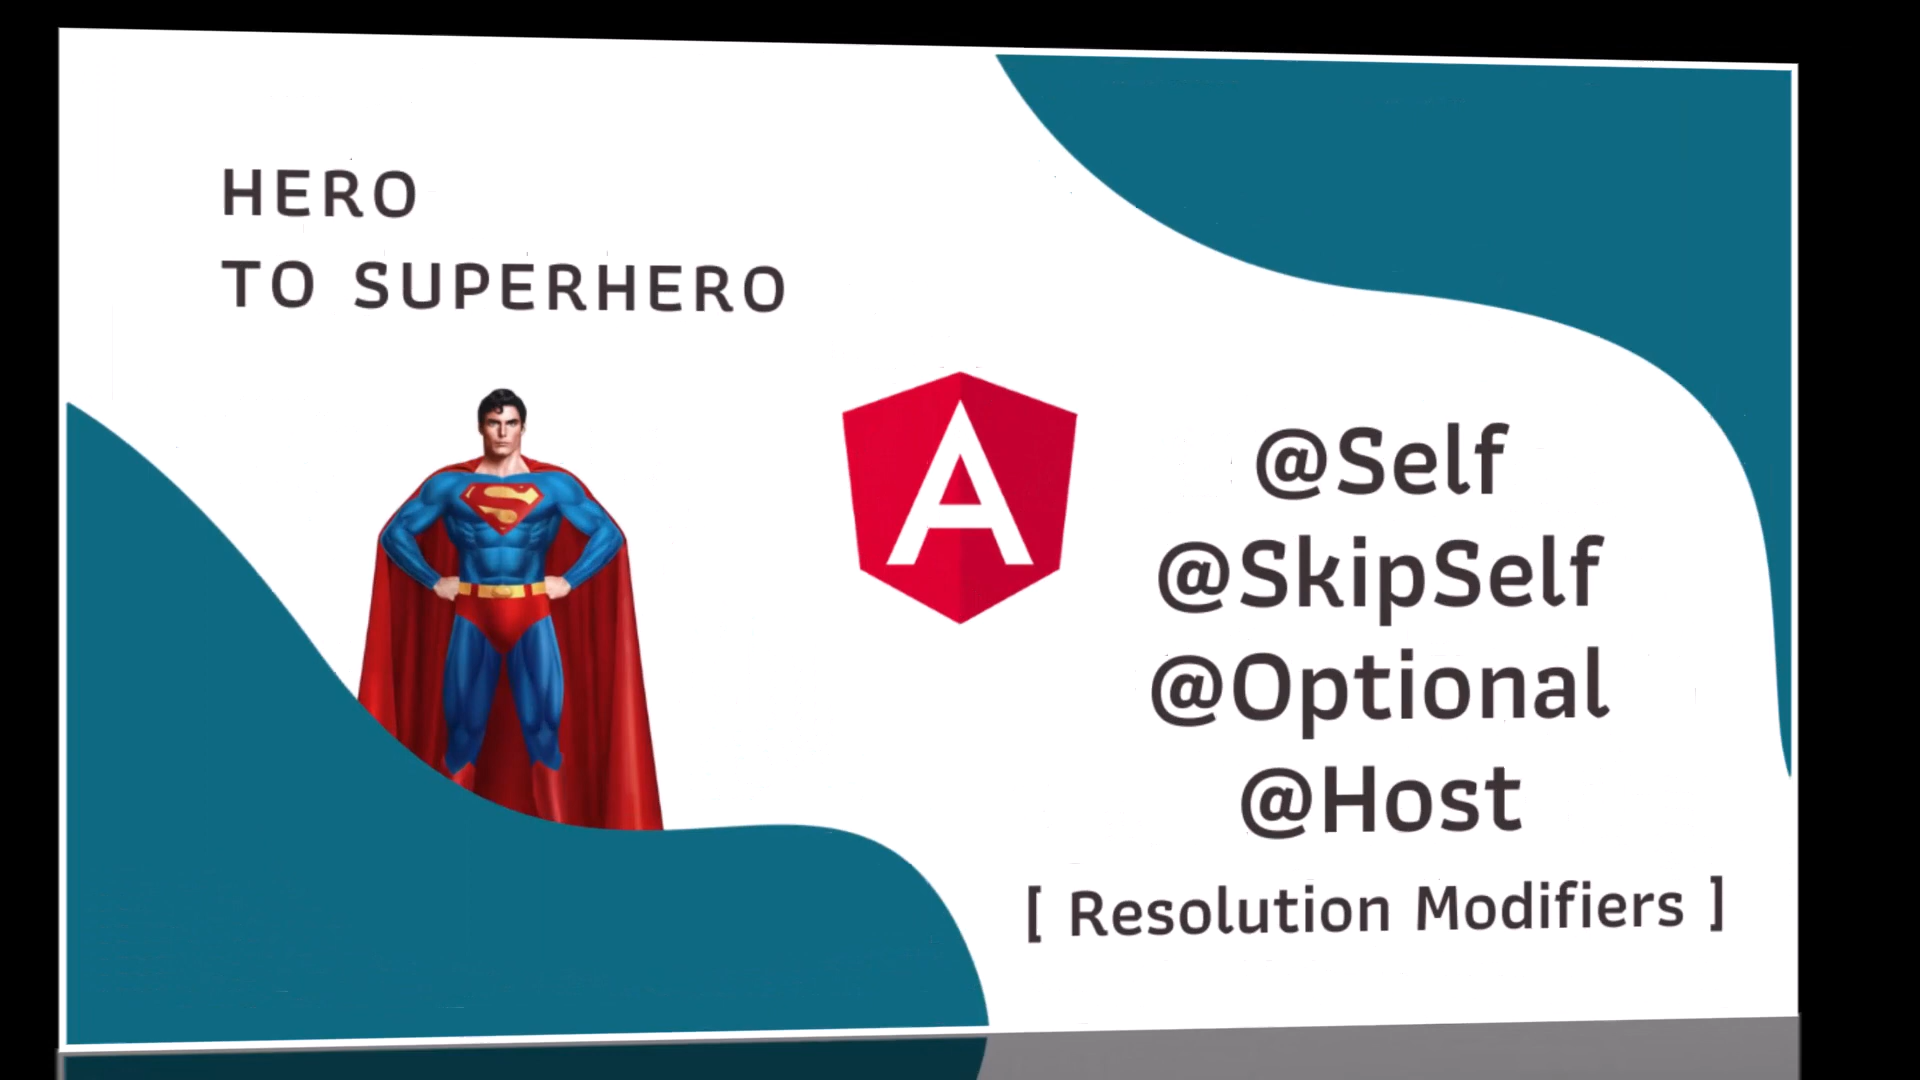 HERO
TO SUPERHERO
@Self
@SkipSelf
@Optional
@Host
[ Resolution Modifiers ]